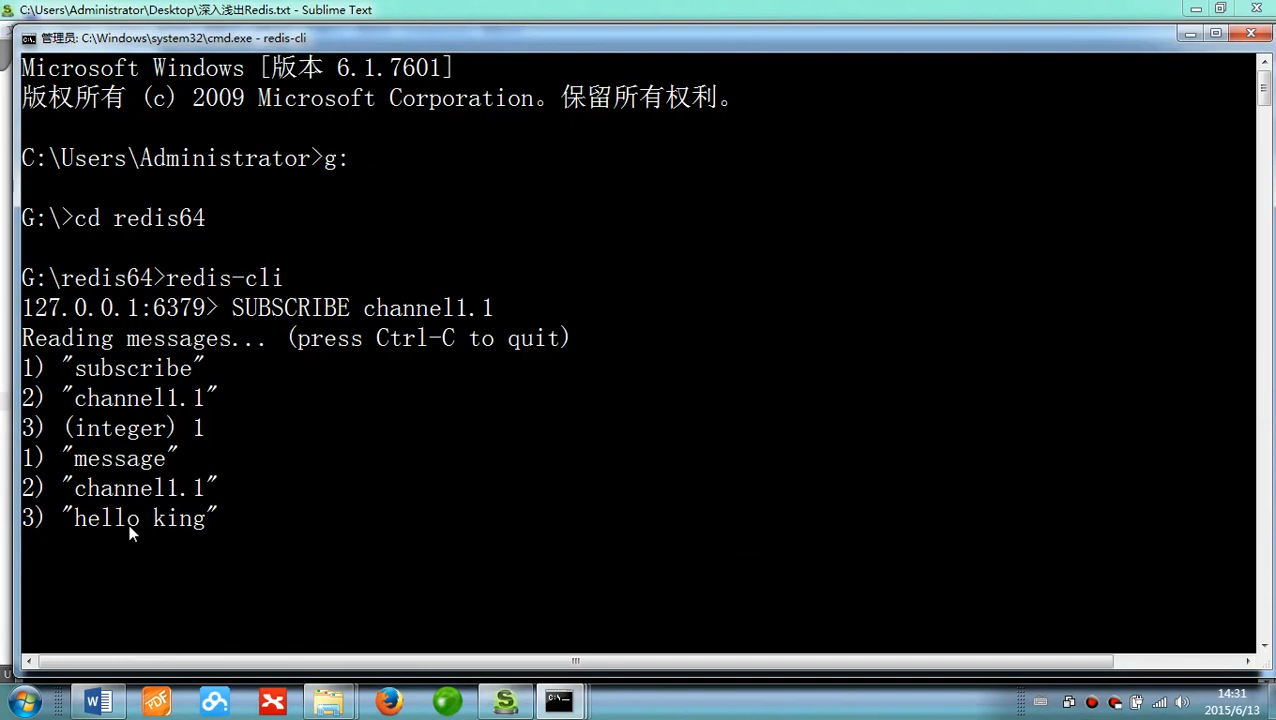 C:\Users\Administrator\Desktop\深入浅出Redis.txt - Sublime Text
管理员: C:\Windows\system32\cmd.exe - redis-cli
Microsoft Windows [版本 6.1.7601]
版权所有 (c) 2009 Microsoft Corporation。保留所有权利。
C:\Users\Administrator>g:
G:\>cd redis64
G:\redis64>redis-cli
127.0.0.1:6379> SUBSCRIBE channel1.1
Reading messages... (press Ctrl-C to quit)
1) "subscribe"
2) "channel1.1"
3) (integer) 1
1) "message"
2) "channel1.1"
3) "hello king"
14:31
2015/6/13